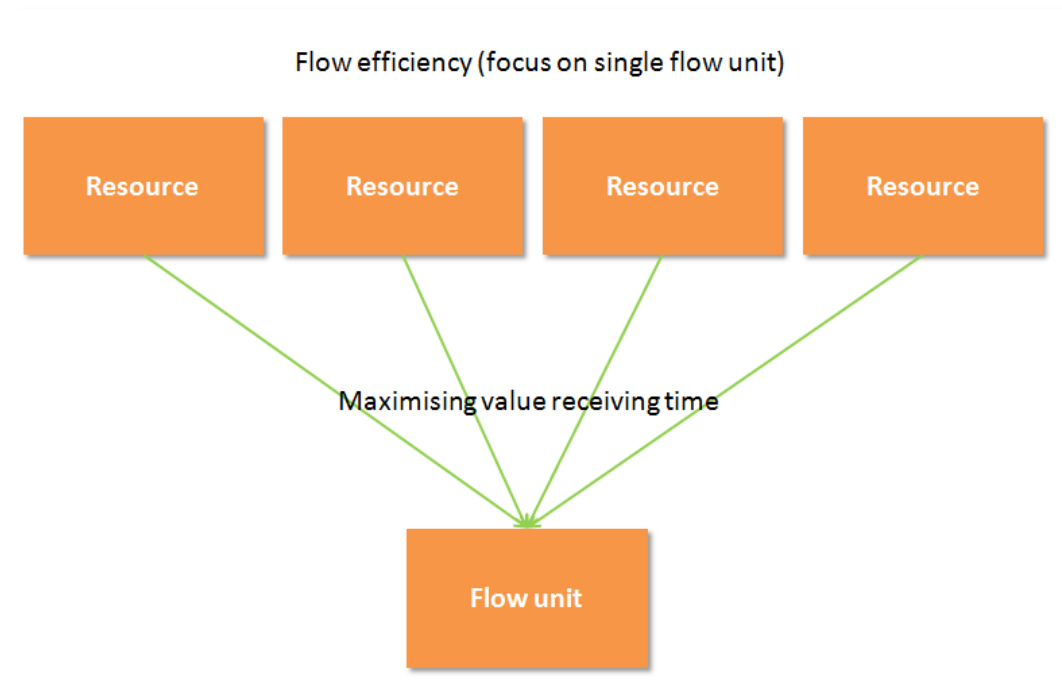 Flow efficiency (focus on single flow unit)
Resource
Resource
Resource
Resource
Maximising value receiving time
Flow unit